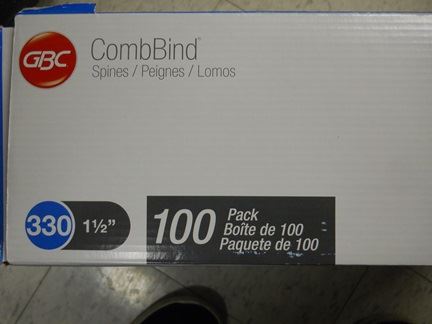 GBC
CombBind®
Spines / Peignes / Lomos
330 1½"
100 Pack
Boîte de 100
Paquete de 100